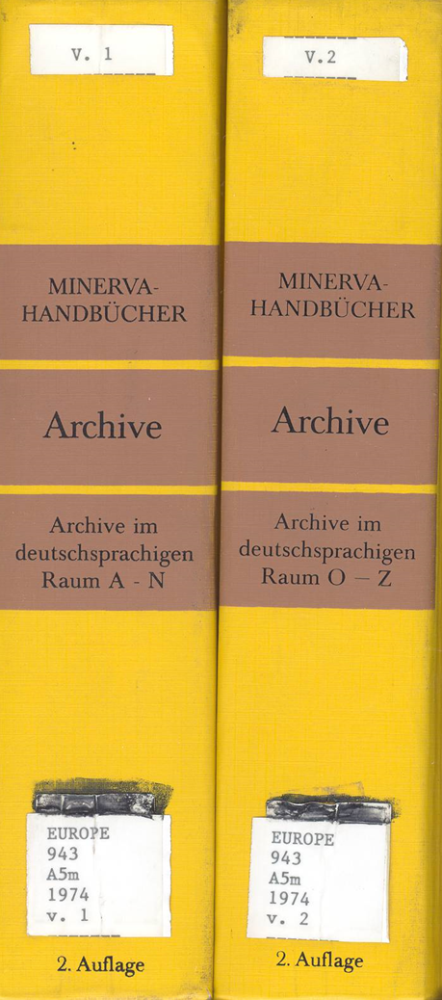 V. 1
MINERVA-
HANDBÜCHER
Archive
Archive im
deutschsprachigen
Raum A - N
EUROPE
943
A5m
1974
v. 1
2. Auflage
V.2
MINERVA-
HANDBÜCHER
Archive
Archive im
deutschsprachigen
Raum O — Z
EUROPE
943
A5m
1974
v. 2
2. Auflage